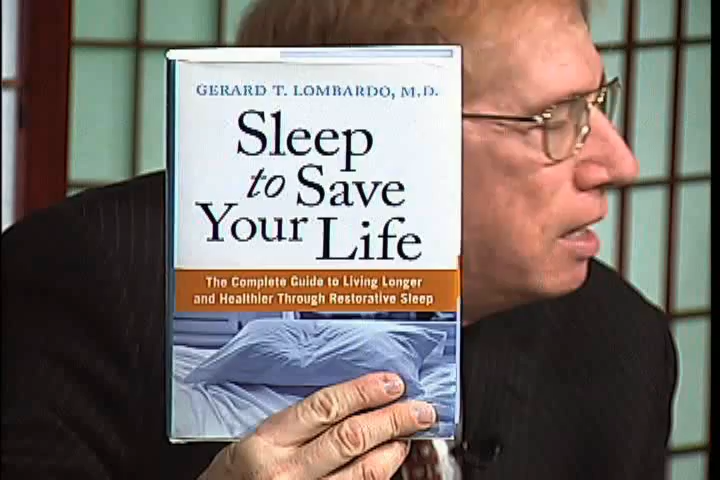 GERARD T. LOMBARDO, M.D.
Sleep
to Save
Your Life
The Complete Guide to Living Longer
and Healthier Through Restorative Sleep